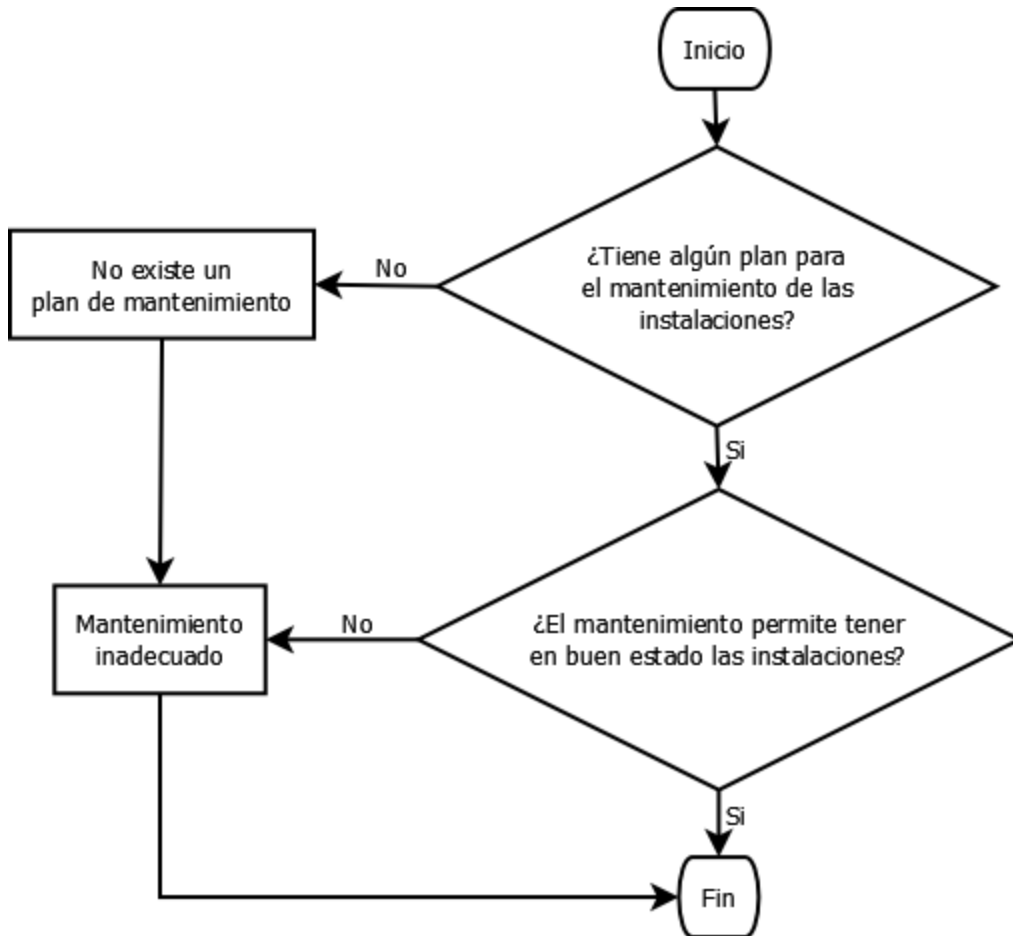 Inicio
¿Tiene algún plan para
el mantenimiento de las
instalaciones?
No
No existe un
plan de mantenimiento
Si
¿El mantenimiento permite tener
en buen estado las instalaciones?
No
Mantenimiento
inadecuado
Si
Fin